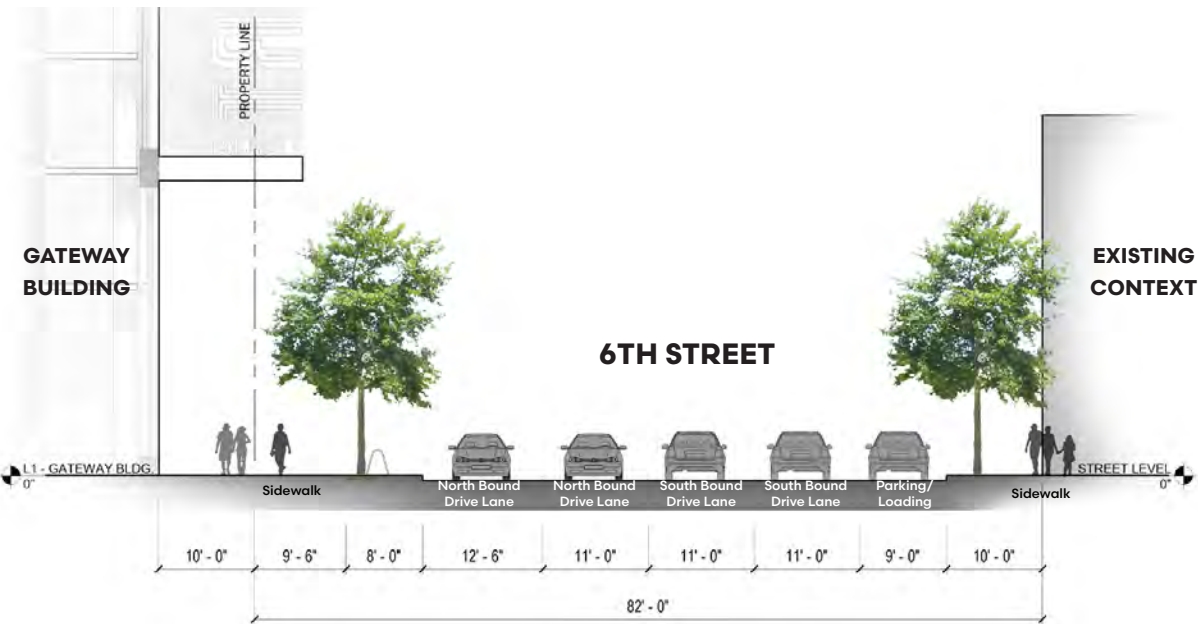 PROPERTY LINE
GATEWAY
BUILDING
EXISTING
CONTEXT
6TH STREET
L1 - GATEWAY BLDG.
0"
STREET LEVEL
0"
Sidewalk
North Bound
Drive Lane
North Bound
Drive Lane
South Bound
Drive Lane
South Bound
Drive Lane
Parking/
Loading
Sidewalk
10' - 0"
9' - 6"
8' - 0"
12' - 6"
11' - 0"
11' - 0"
11' - 0"
9' - 0"
10' - 0"
82' - 0"